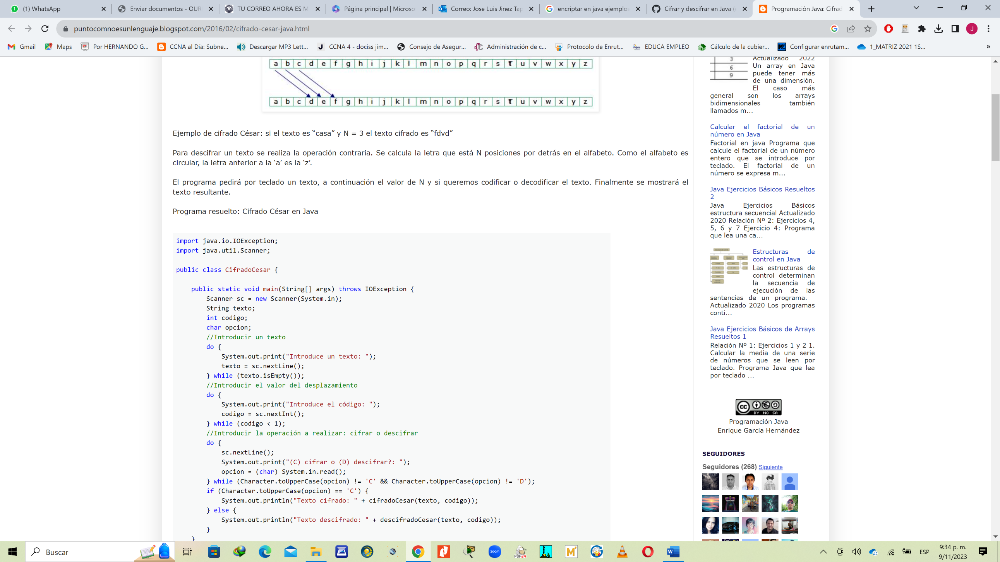 (1) WhatsApp
Enviar documentos - OUR
TU CORREO AHORA ES M
Página principal | Microso
Correo: Jose Luis Jinez Tap
encriptar en java ejemplos
Cifrar y descifrar en Java (
Programación Java: Cifrad
puntocomnoesunlenguaje.blogspot.com/2016/02/cifrado-cesar-java.html
J
Gmail
Maps
Por HERNANDO G...
CCNA al Día: Subne...
Descargar MP3 Lett...
CCNA 4 - dociss jim...
Consejo de Asegur...
Administración de c...
Protocolo de Enrut...
EDUCA EMPLEO
Cálculo de la cubier...
Configurar enrutam...
1_MATRIZ 2021 1S...
a b c d e f g h i j k l m n o p q r s t u v w x y z
a b c d e f g h i j k l m n o p q r s t u v w x y z
Ejemplo de cifrado César: si el texto es “casa” y N = 3 el texto cifrado es “fdvd”
Para descifrar un texto se realiza la operación contraria. Se calcula la letra que está N posiciones por detrás en el alfabeto. Como el alfabeto es
circular, la letra anterior a la ‘a’ es la ‘z’.
El programa pedirá por teclado un texto, a continuación el valor de N y si queremos codificar o decodificar el texto. Finalmente se mostrará el
texto resultante.
Programa resuelto: Cifrado César en Java
import java.io.IOException;
import java.util.Scanner;
public class CifradoCesar {
public static void main(String[] args) throws IOException {
Scanner sc = new Scanner(System.in);
String texto;
int codigo;
char opcion;
//Introducir un texto
do {
System.out.print("Introduce un texto: ");
texto = sc.nextLine();
} while (texto.isEmpty());
//Introducir el valor del desplazamiento
do {
System.out.print("Introduce el código: ");
codigo = sc.nextInt();
} while (codigo < 1);
//Introducir la operación a realizar: cifrar o descifrar
do {
sc.nextLine();
System.out.print("(C) cifrar o (D) descifrar?: ");
opcion = (char) System.in.read();
} while (Character.toUpperCase(opcion) != 'C' && Character.toUpperCase(opcion) != 'D');
if (Character.toUpperCase(opcion) == 'C') {
System.out.println("Texto cifrado: " + cifradoCesar(texto, codigo));
} else {
System.out.println("Texto descifrado: " + descifradoCesar(texto, codigo));
}
}
3
6
9
Actualizado 2022
Un array en Java
puede tener más
de una dimensión.
El caso más
general son los arrays
bidimensionales también
llamados m...
Calcular el factorial de un
número en Java
Factorial en java Programa que
calcule el factorial de un número
entero que se introduce por
teclado. El factorial de un
número se expresa m...
Java Ejercicios Básicos Resueltos
2
Java Ejercicios Básicos
estructura secuencial Actualizado
2020 Relación Nº 2: Ejercicios 4,
5, 6 y 7 Ejercicio 4: Programa
que lea una ca...
Estructuras de
control en Java
Las estructuras de
control determinan
la secuencia de
ejecución de las
sentencias de un programa.
Actualizado 2020 Los programas
conti...
Java Ejercicios Básicos de Arrays
Resueltos 1
Relación Nº 1: Ejercicios 1 y 2 1.
Calcular la media de una serie
de números que se leen por
teclado. Programa Java que lea
por teclado ...
cc
BY NC SA
Programación Java
Enrique García Hernández
SEGUIDORES
Seguidores (268) Siguiente
Buscar
zoom
PDF24
ESP
9:34 p. m.
9/11/2023